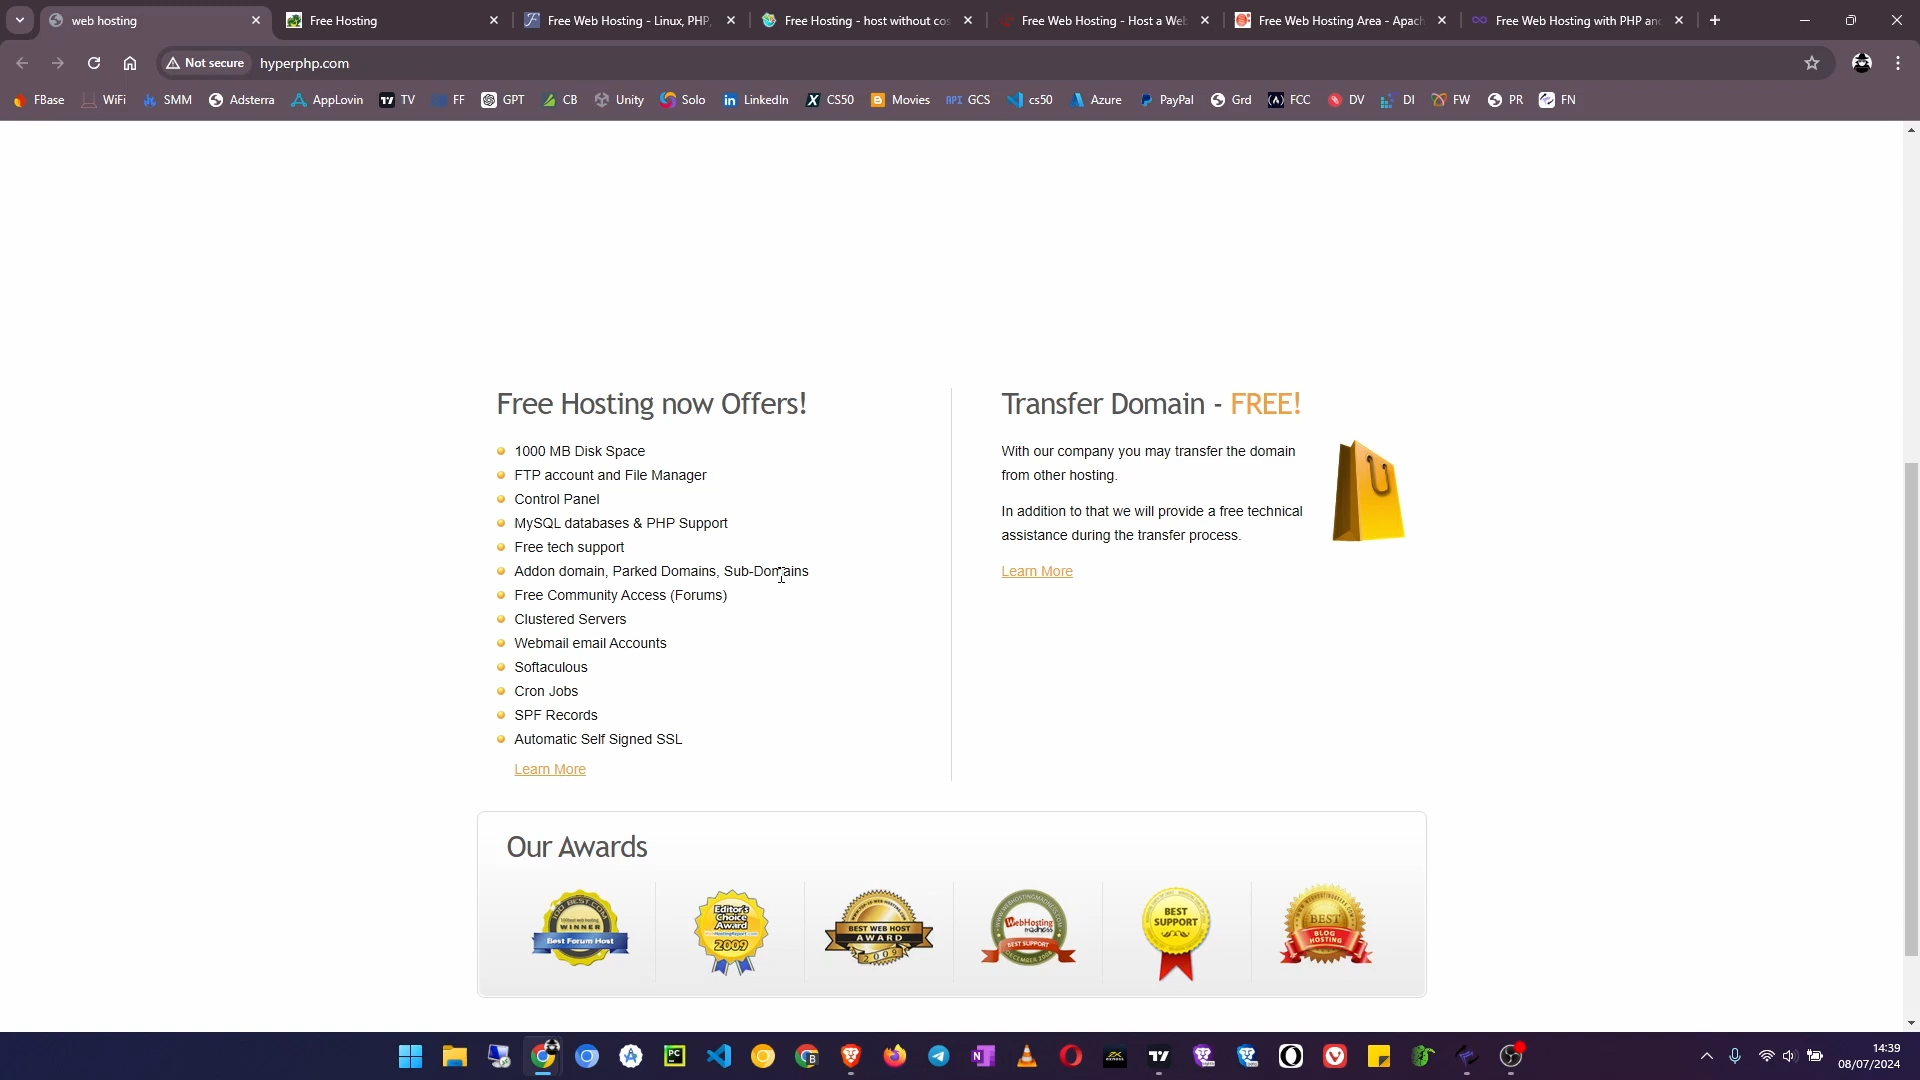 web hosting
Free Hosting
Free Web Hosting - Linux, PHP,
Free Hosting - host without cos
Free Web Hosting - Host a Web
Free Web Hosting Area - Apach
Free Web Hosting with PHP and
Not secure
hyperphp.com
FBase
WiFi
SMM
Adsterra
AppLovin
TV
FF
GPT
CB
Unity
Solo
LinkedIn
CS50
Movies
API GCS
cs50
Azure
PayPal
Grd
FCC
DV
DI
FW
PR
FN
Free Hosting now Offers!
1000 MB Disk Space
FTP account and File Manager
Control Panel
MySQL databases & PHP Support
Free tech support
Addon domain, Parked Domains, Sub-Domains
Free Community Access (Forums)
Clustered Servers
Webmail email Accounts
Softaculous
Cron Jobs
SPF Records
Automatic Self Signed SSL
Learn More
Transfer Domain - FREE!
With our company you may transfer the domain
from other hosting.
In addition to that we will provide a free technical
assistance during the transfer process.
Learn More
Our Awards
WINNER
Best Forum Host
Editor's
Choice
Award
2009
BEST WEB HOST
AWARD
2009
WebHosting
madness
BEST SUPPORT
BEST
SUPPORT
BEST
BLOG
HOSTING
14:39
08/07/2024